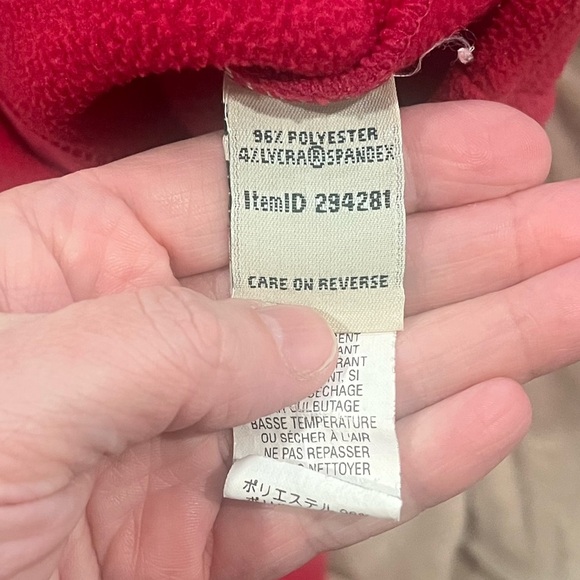 96% POLYESTER
4%LYCRA®SPANDEX
ItemID 294281
CARE ON REVERSE
SI
CULBUTAGE
BASSE TEMPÉRATURE
OU SÉCHER À L'AIR
NE PAS REPASSER
NETTOYER
ポリエステル